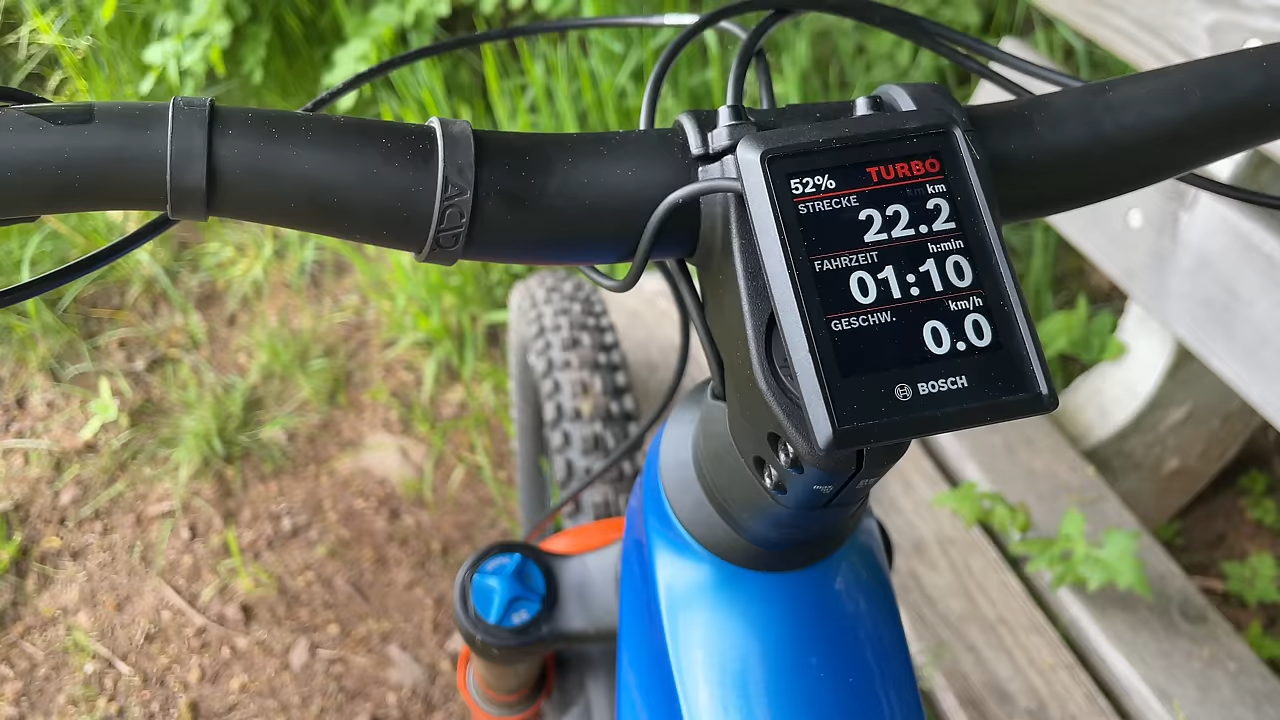 52% TURBO
km
STRECKE
22.2
h:min
FAHRZEIT
01:10
km/h
GESCHW.
0.0
BOSCH
ACID